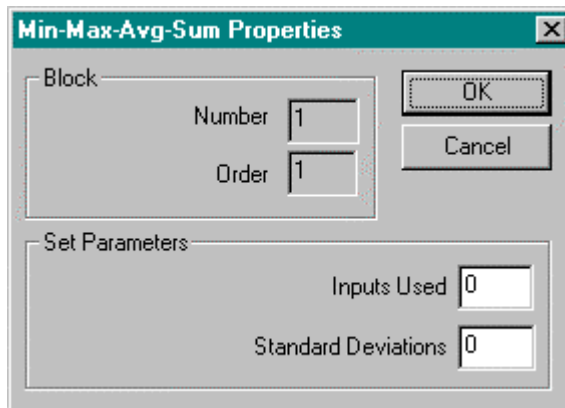 Min-Max-Avg-Sum Properties
Block
Number 1
Order 1
OK
Cancel
Set Parameters
Inputs Used 0
Standard Deviations 0